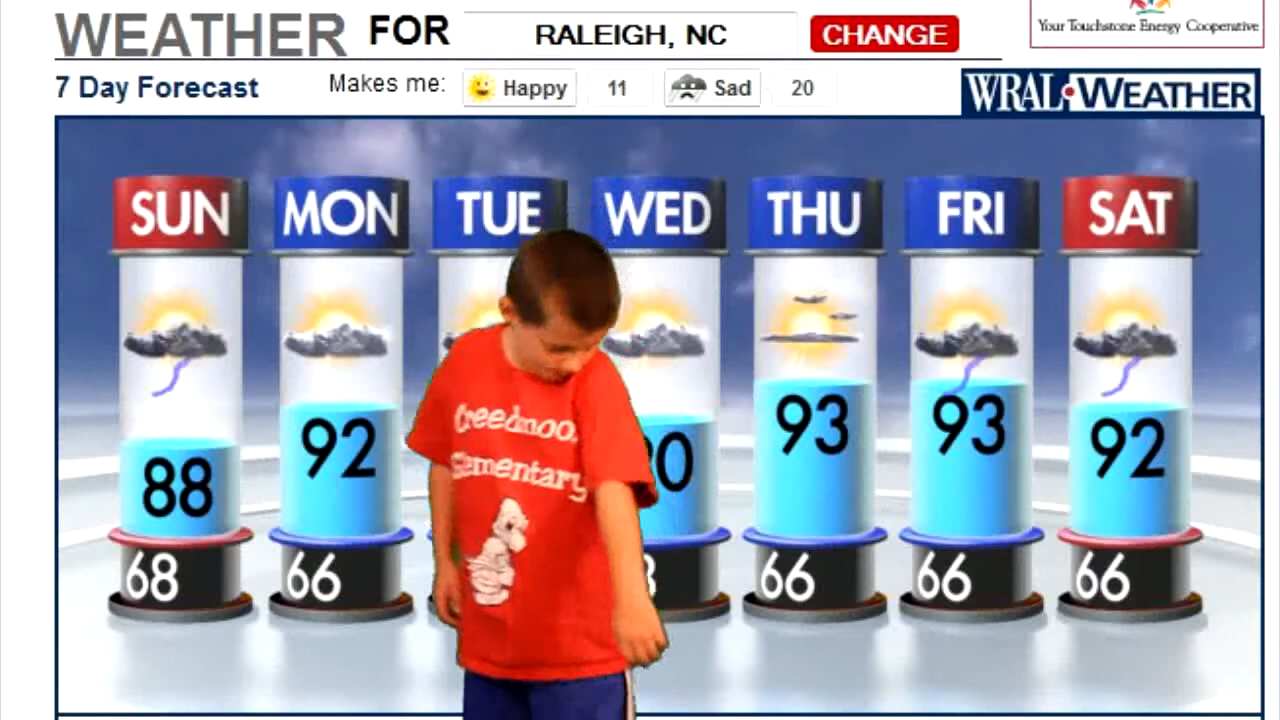 WEATHER FOR RALEIGH, NC CHANGE
Your Touchstone Energy Cooperative
7 Day Forecast Makes me: Happy 11 Sad 20
WRAL WEATHER
SUN MON TUE WED THU FRI SAT
88 92 93 93 92
68 66 66 66 66
Creedmoor
Elementary